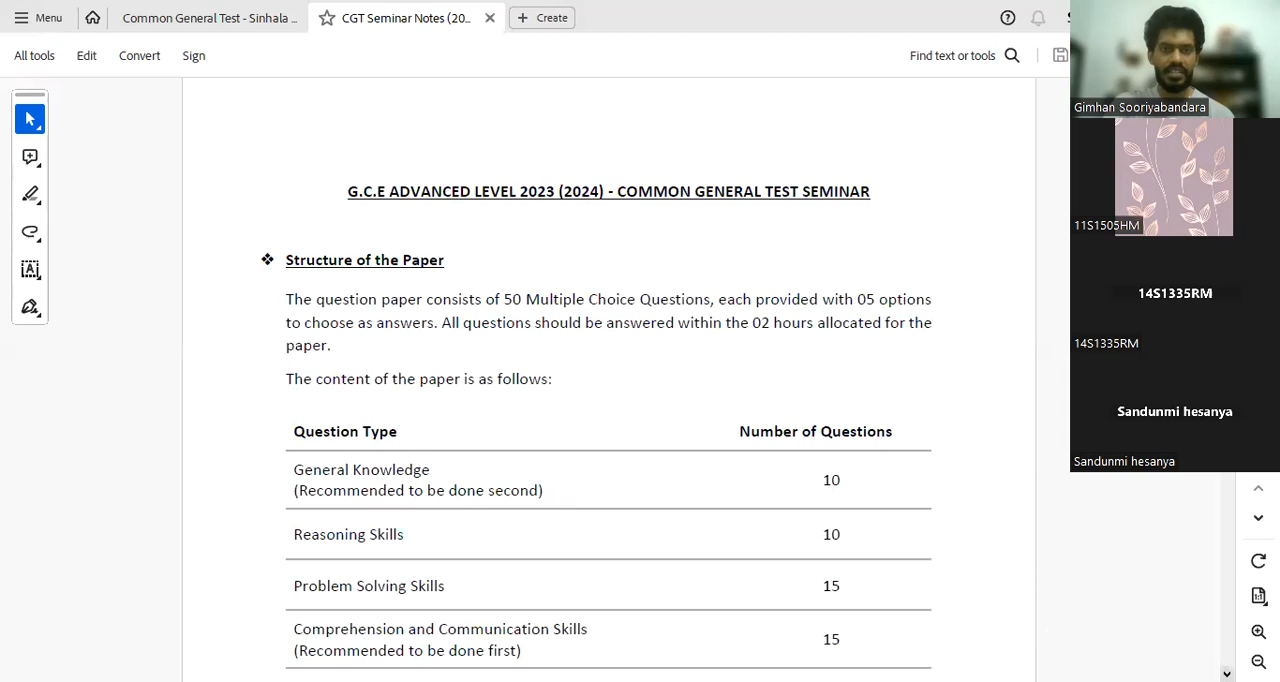 Menu
Common General Test - Sinhala ...
CGT Seminar Notes (20...
Create
All tools
Edit
Convert
Sign
Find text or tools
Gimhan Sooriyabandara
11S1505HM
14S1335RM
14S1335RM
Sandunmi hesanya
Sandunmi hesanya
G.C.E ADVANCED LEVEL 2023 (2024) - COMMON GENERAL TEST SEMINAR
❖ Structure of the Paper
The question paper consists of 50 Multiple Choice Questions, each provided with 05 options
to choose as answers. All questions should be answered within the 02 hours allocated for the
paper.
The content of the paper is as follows:
Question Type Number of Questions
General Knowledge
(Recommended to be done second) 10
Reasoning Skills 10
Problem Solving Skills 15
Comprehension and Communication Skills
(Recommended to be done first) 15